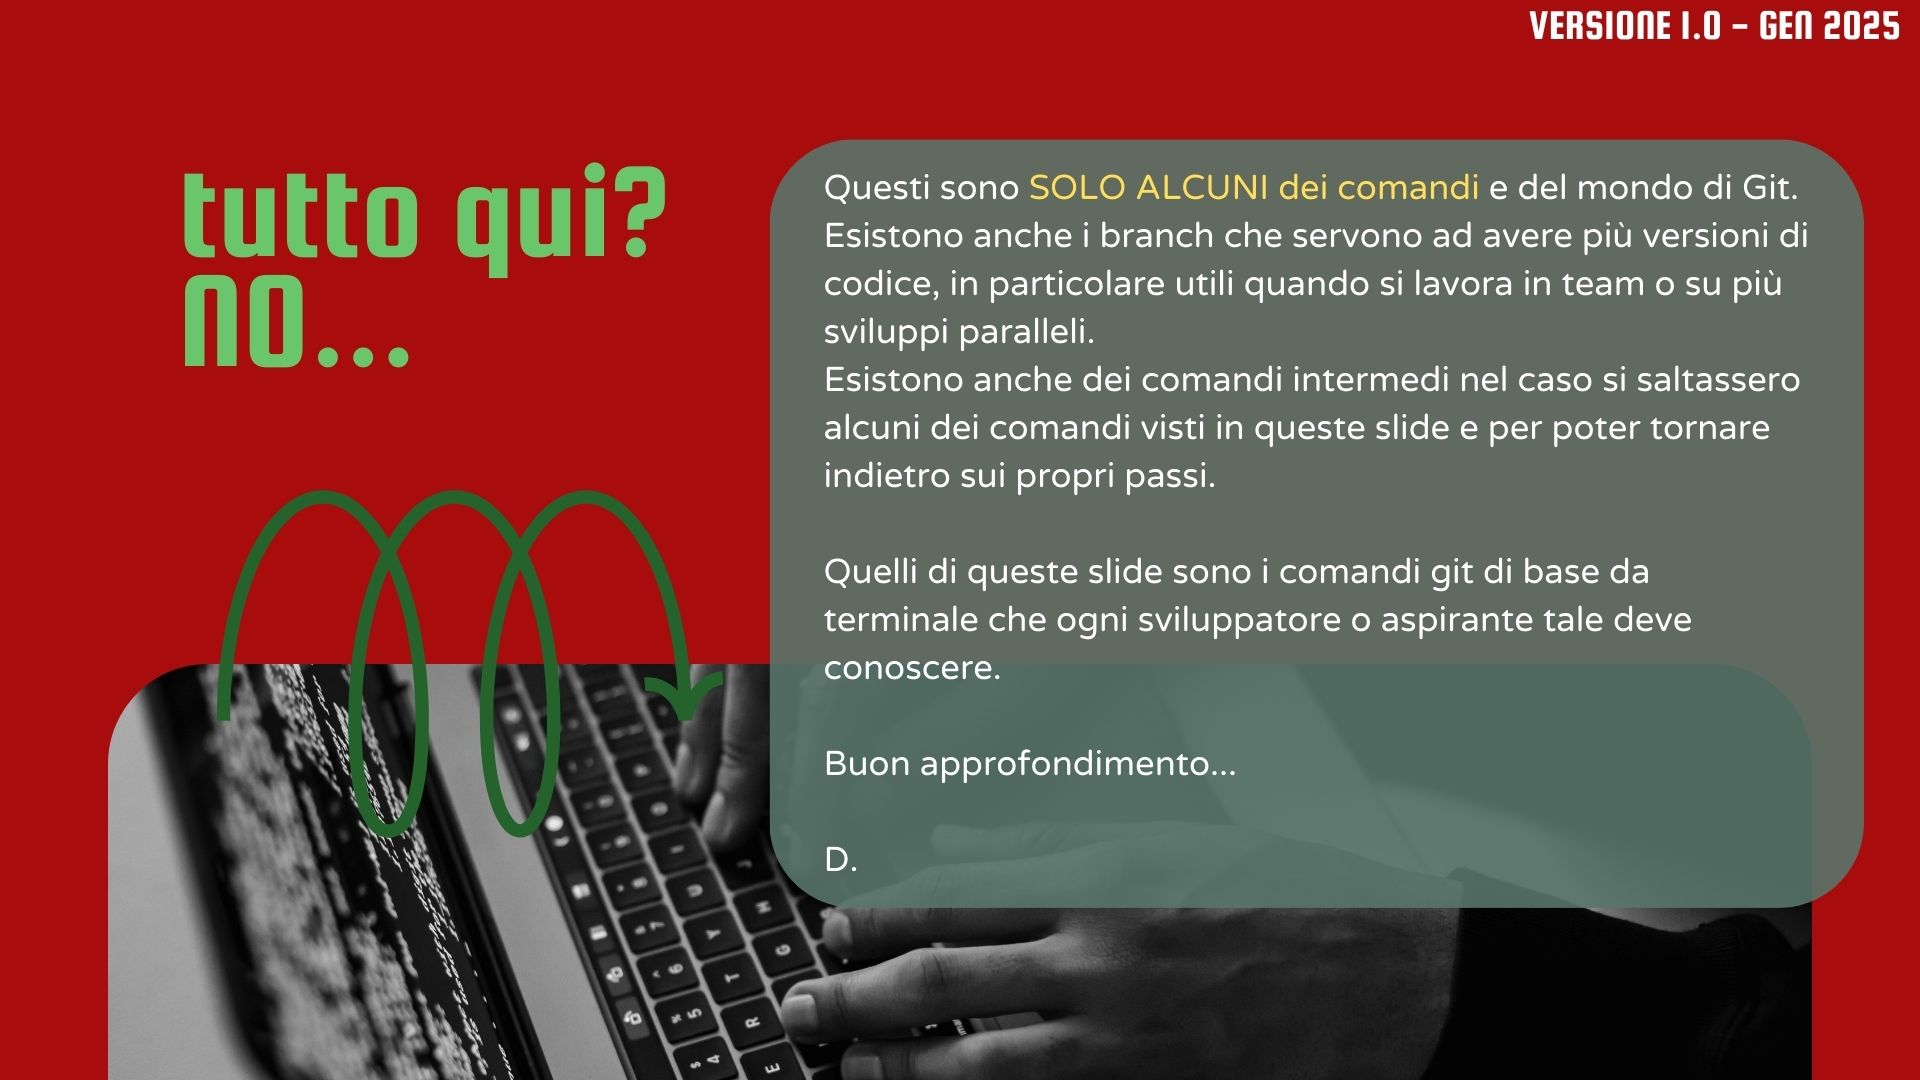 VERSIONE 1.0 - GEN 2025
tutto qui?
NO...
Questi sono SOLO ALCUNI dei comandi e del mondo di Git.
Esistono anche i branch che servono ad avere più versioni di
codice, in particolare utili quando si lavora in team o su più
sviluppi paralleli.
Esistono anche dei comandi intermedi nel caso si saltassero
alcuni dei comandi visti in queste slide e per poter tornare
indietro sui propri passi.
Quelli di queste slide sono i comandi git di base da
terminale che ogni sviluppatore o aspirante tale deve
conoscere.
Buon approfondimento...
D.